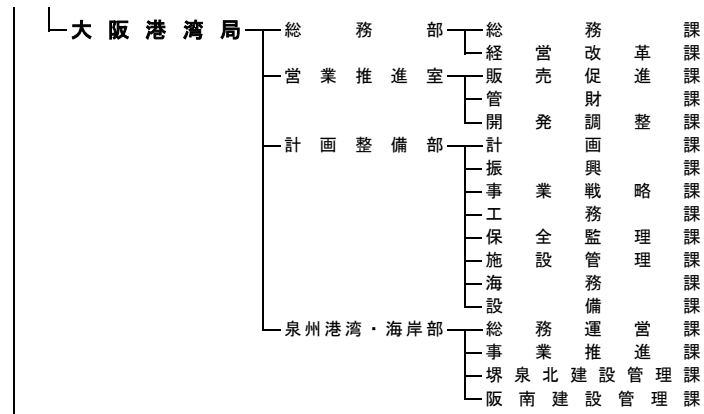 大阪港湾局 総務部 総務課
経営改革課
営業推進室 販売促進課
管財課
開発調整課
計画整備部 計画課
振興課
事業戦略課
工務課
保全監理課
施設管理課
海務課
設備課
泉州港湾・海岸部 総務運営課
事業推進課
堺泉北建設管理課
阪南建設管理課